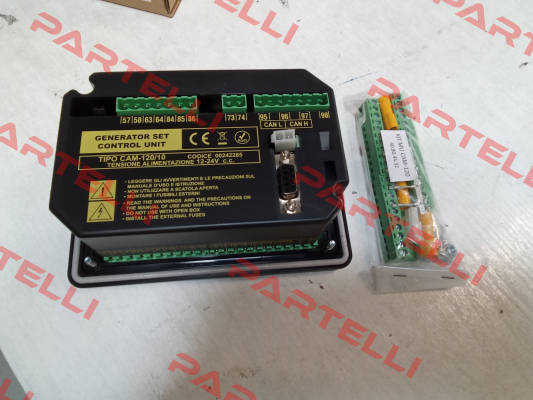 PARTELLI
57 58 63 64 84 85 86
73 74
95 96 97 98
CAN L CAN H
GENERATOR SET
CONTROL UNIT
CE
TIPO CAM-120/10 CODICE 00242285
TENSIONE ALIMENTAZIONE 12-24V c.c.
• LEGGERE GLI AVVERTIMENTI E LE PRECAUZIONI SUL
MANUALE D'USO E ISTRUZIONE
• NON UTILIZZARE A SCATOLA APERTA
• MONTARE I FUSIBILI ESTERNI
• READ THE WARNINGS AND THE PRECAUTIONS ON
THE MANUAL OF USE AND INSTRUCTIONS
• DO NOT USE WITH OPEN BOX
• INSTALL THE EXTERNAL FUSES
PARTELLI
PARTELLI